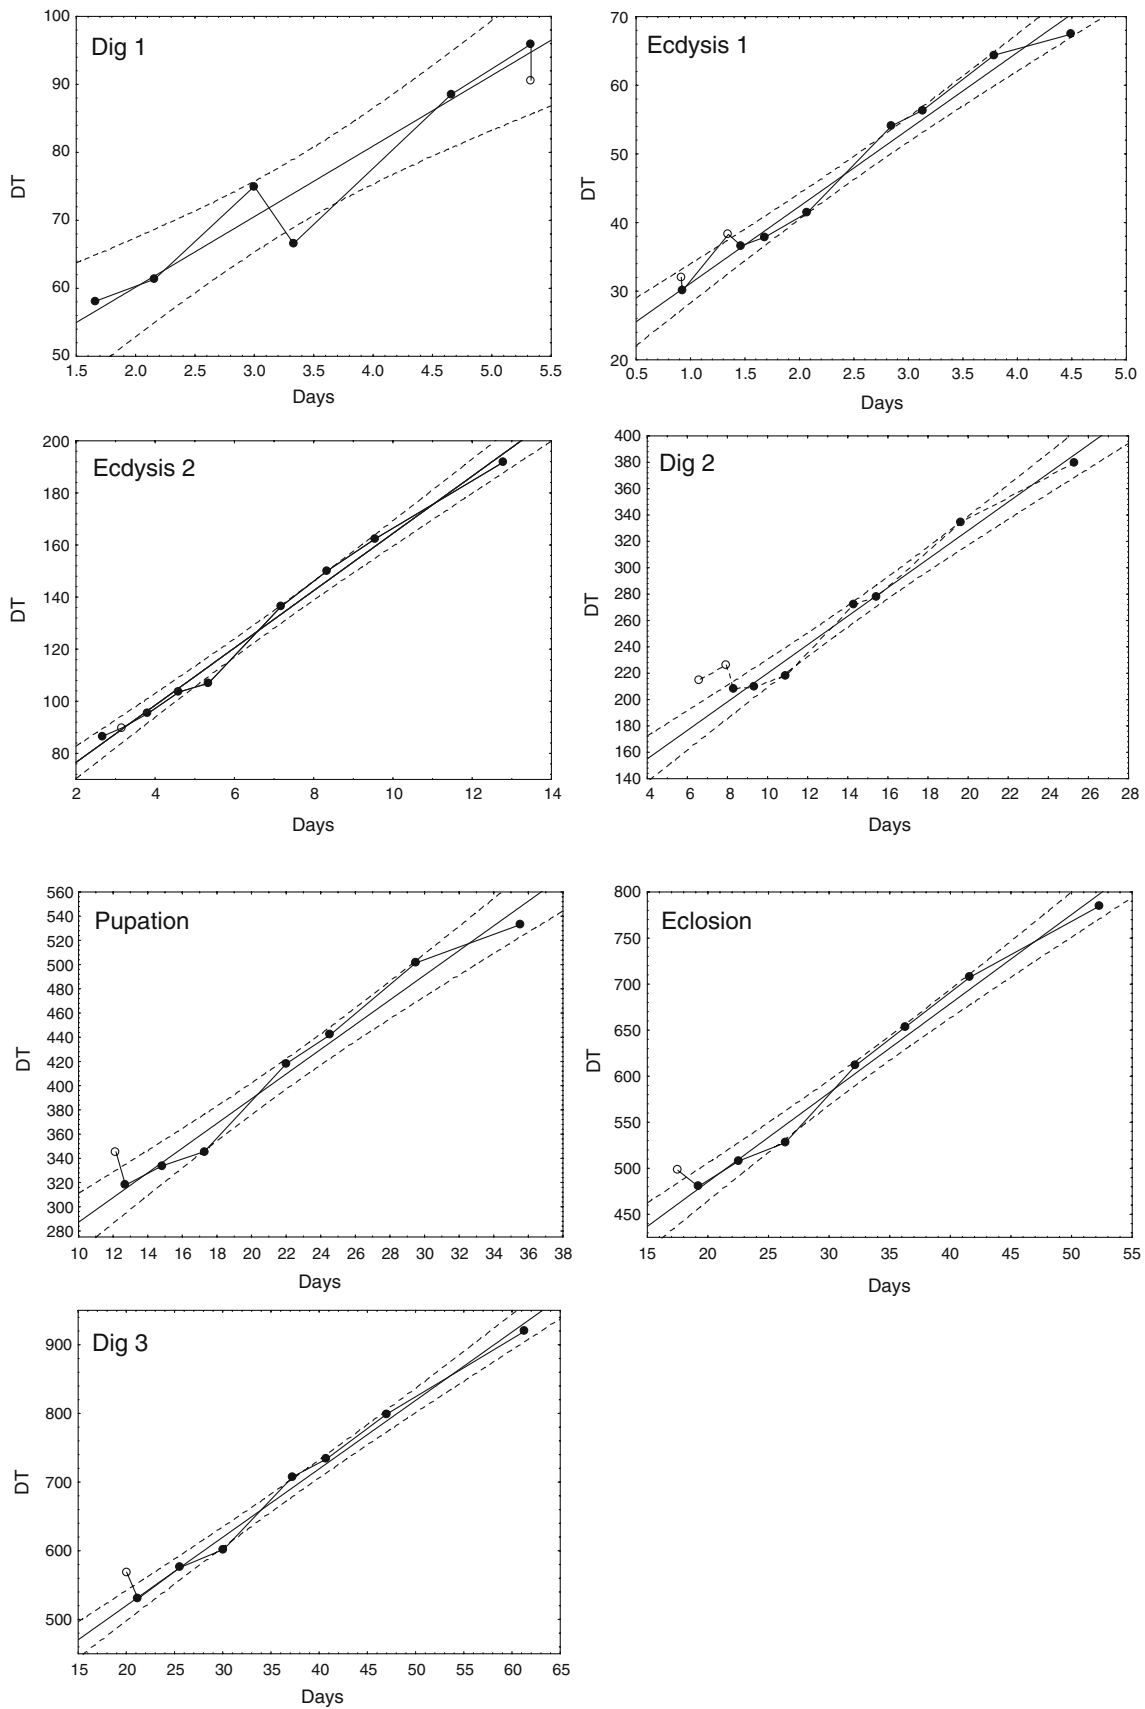 Dig 1
DT
100
90
80
70
60
50
1.5 2.0 2.5 3.0 3.5 4.0 4.5 5.0 5.5
Days
Ecdysis 1
DT
70
60
50
40
30
20
0.5 1.0 1.5 2.0 2.5 3.0 3.5 4.0 4.5 5.0
Days
Ecdysis 2
DT
200
180
160
140
120
100
80
2 4 6 8 10 12 14
Days
Dig 2
DT
400
380
360
340
320
300
280
260
240
220
200
180
160
140
4 6 8 10 12 14 16 18 20 22 24 26 28
Days
Pupation
DT
560
540
520
500
480
460
440
420
400
380
360
340
320
300
280
10 12 14 16 18 20 22 24 26 28 30 32 34 36 38
Days
Eclosion
DT
800
750
700
650
600
550
500
450
15 20 25 30 35 40 45 50 55
Days
Dig 3
DT
900
800
700
600
500
15 20 25 30 35 40 45 50 55 60 65
Days